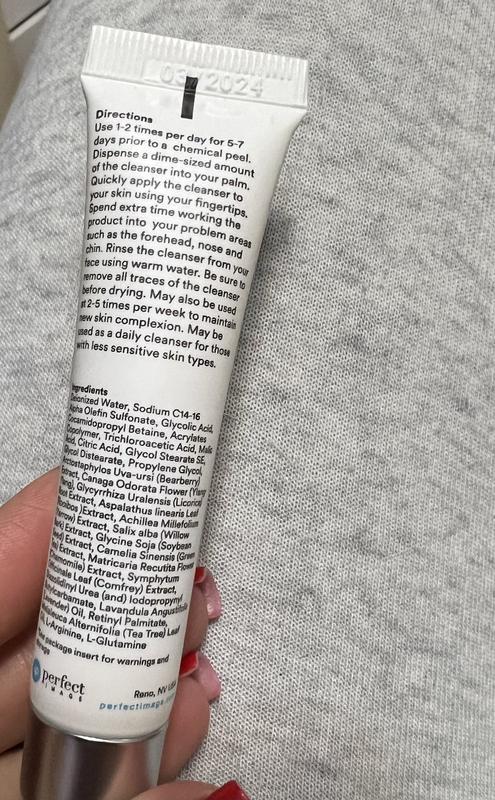 03/2024
Directions
Use 1-2 times per day for 5-7
days prior to a chemical peel.
Dispense a dime-sized amount
of the cleanser into your palm.
Quickly apply the cleanser to
your skin using your fingertips.
Spend extra time working the
product into your problem areas
such as the forehead, nose and
chin. Rinse the cleanser from your
face using warm water. Be sure to
remove all traces of the cleanser
before drying. May also be used
at 2-5 times per week to maintain
new skin complexion. May be
used as a daily cleanser for those
with less sensitive skin types.
Ingredients
Deionized Water, Sodium C14-16
Alpha Olefin Sulfonate, Glycolic Acid,
Cocamidopropyl Betaine, Acrylates
Copolymer, Trichloroacetic Acid, Malic
Acid, Citric Acid, Glycol Stearate SE,
Glycol Distearate, Propylene Glycol,
Arctostaphylos Uva-ursi (Bearberry)
Extract, Canaga Odorata Flower (Ylang
Ylang), Glycyrrhiza Uralensis (Licorice)
Root Extract, Aspalathus linearis Leaf
(Rooibos )Extract, Achillea Millefolium
(Yarrow) Extract, Salix alba (Willow
Bark) Extract, Glycine Soja (Soybean
Seed) Extract, Camelia Sinensis (Green
Tea) Extract, Matricaria Recutita Flower
(Chamomile) Extract, Symphytum
Officinale Leaf (Comfrey) Extract,
Diazolidinyl Urea (and) Iodopropynyl
Butylcarbamate, Lavandula Angustifolia
(Lavender) Oil, Retinyl Palmitate,
Melaleuca Alternifolia (Tea Tree) Leaf
Oil, L-Arginine, L-Glutamine
See package insert for warnings and
perfect
IMAGE
Reno, NV USA
perfectimage